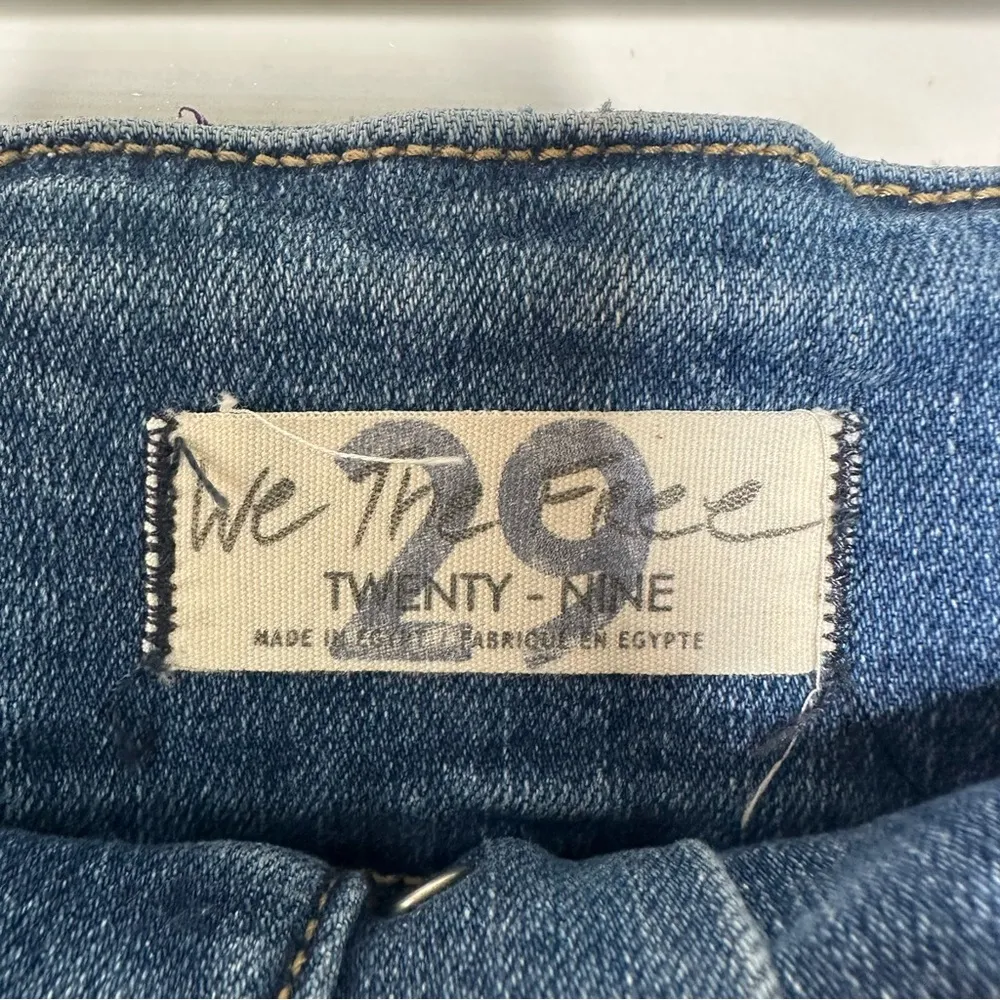 29
We The Free
TWENTY - NINE
MADE IN EGYPT / FABRIQUE EN EGYPTE